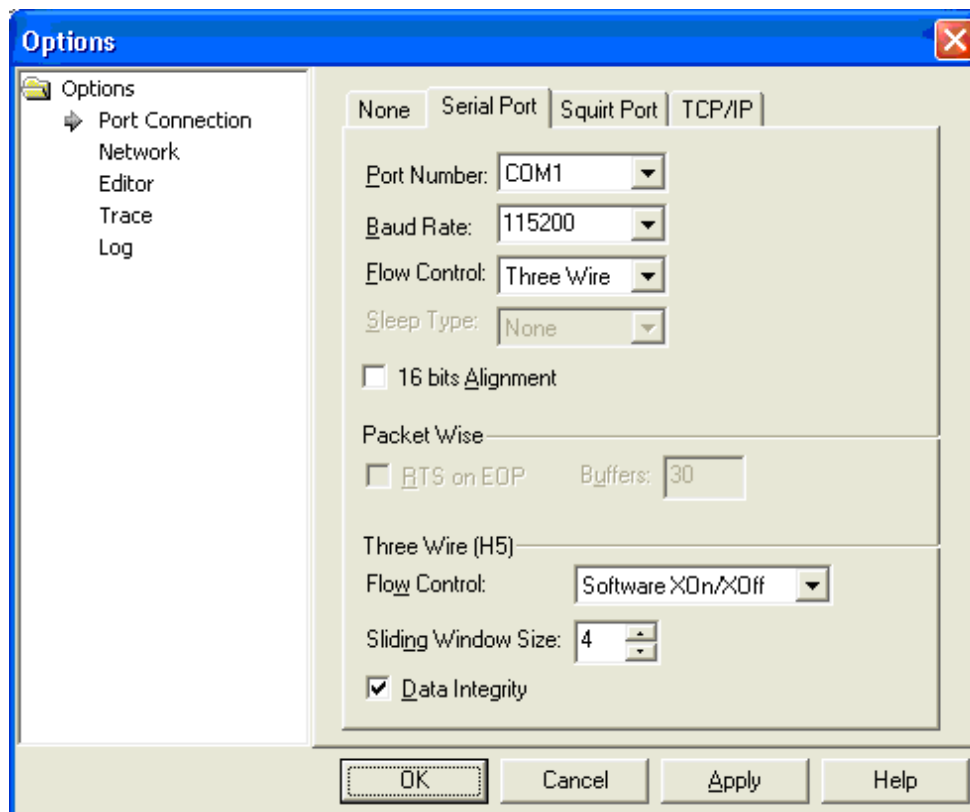 Options
Options
Port Connection
Network
Editor
Trace
Log
None Serial Port Squirt Port TCP/IP
Port Number: COM1
Baud Rate: 115200
Flow Control: Three Wire
Sleep Type: None
16 bits Alignment
Packet Wise
RTS on EOP Buffers: 30
Three Wire (H5)
Flow Control: Software XOn/XOff
Sliding Window Size: 4
Data Integrity
OK Cancel Apply Help